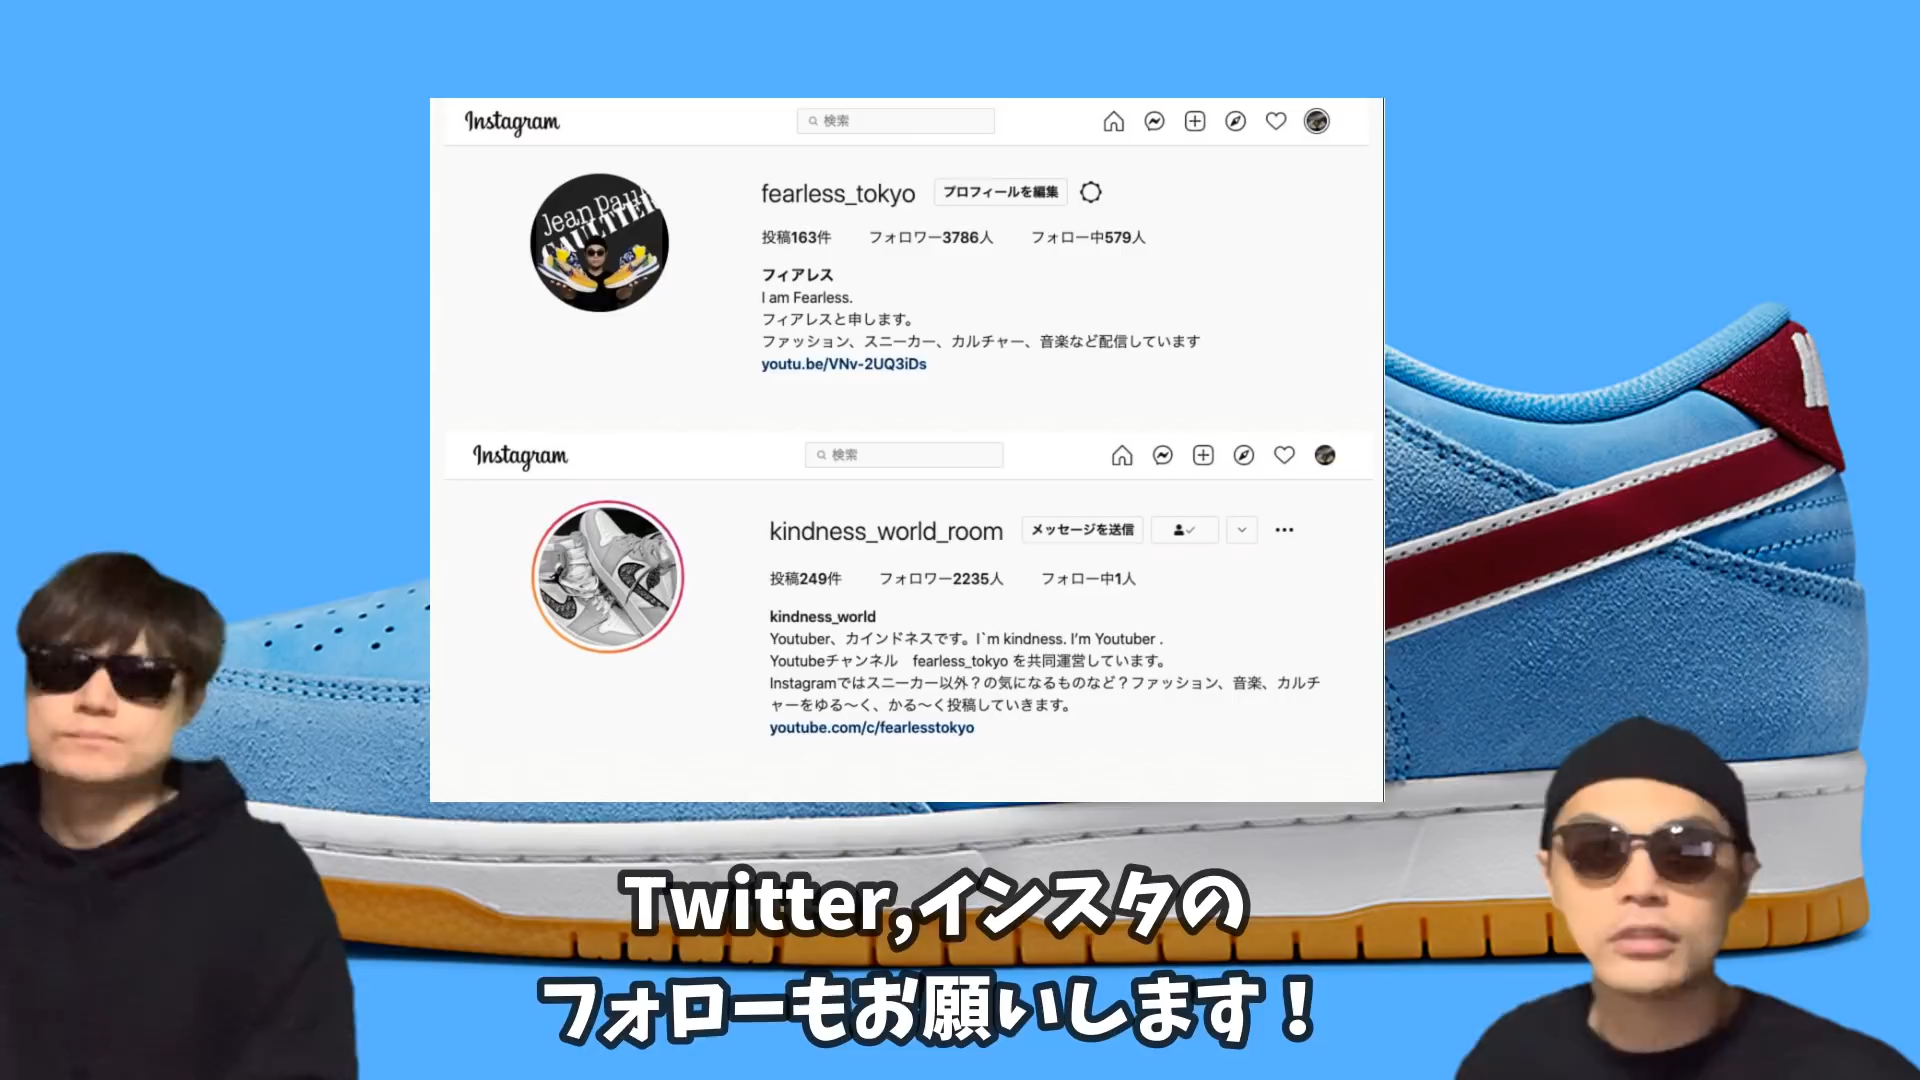 Instagram
検索
Jean Paul
GAULTIER
fearless_tokyo プロフィールを編集
投稿163件 フォロワー3786人 フォロー中579人
フィアレス
I am Fearless.
フィアレスと申します。
ファッション、スニーカー、カルチャー、音楽など配信しています
youtu.be/VNv-2UQ3iDs
Instagram
検索
kindness_world_room メッセージを送信
投稿249件 フォロワー2235人 フォロー中1人
kindness_world
Youtuber、カインドネスです。I`m kindness. I’m Youtuber .
Youtubeチャンネル　fearless_tokyo を共同運営しています。
Instagramではスニーカー以外？の気になるものなど？ファッション、音楽、カルチ
ャーをゆる〜く、かる〜く投稿していきます。
youtube.com/c/fearlesstokyo
Twitter,インスタの
フォローもお願いします！